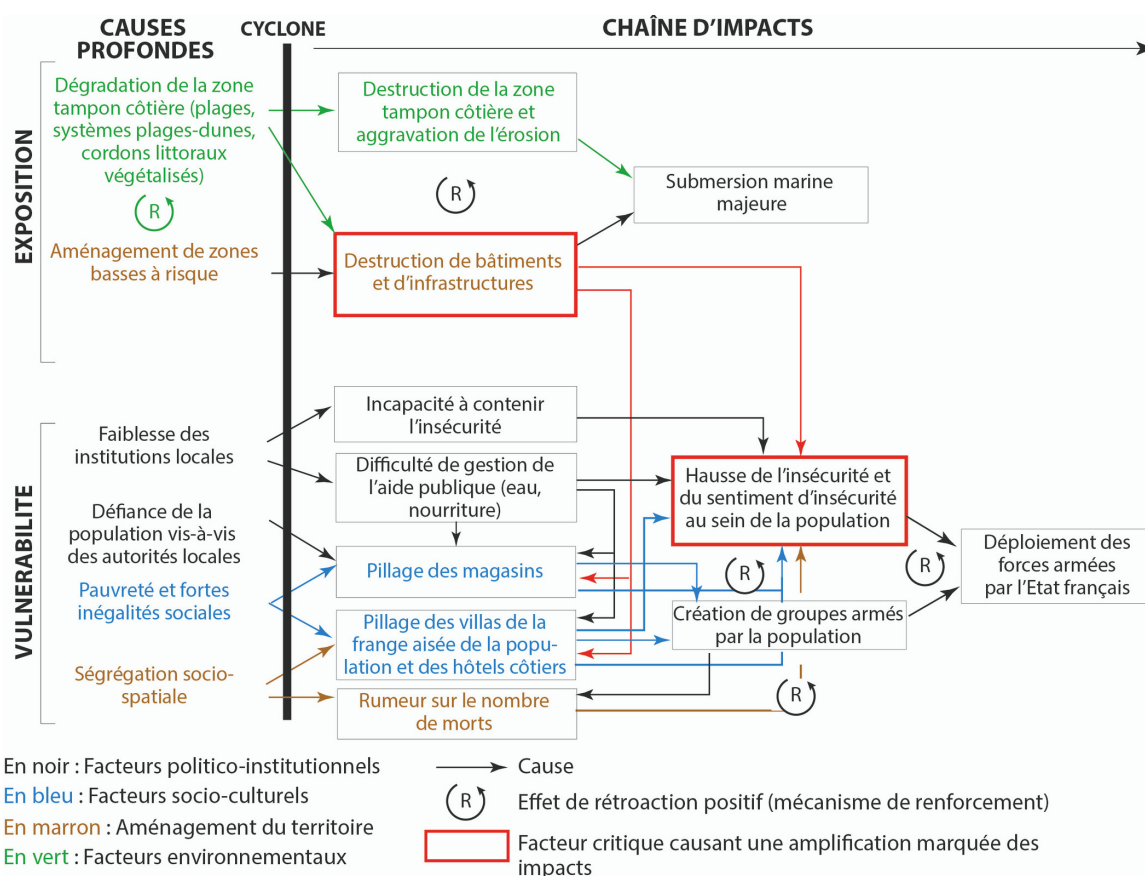 CAUSES
PROFONDES
CYCLONE
CHAÎNE D'IMPACTS
EXPOSITION
Dégradation de la zone
tampon côtière (plages,
systèmes plages-dunes,
cordons littoraux
végétalisés)
R
Aménagement de zones
basses à risque
Destruction de la zone
tampon côtière et
aggravation de l'érosion
R
Submersion marine
majeure
Destruction de bâtiments
et d'infrastructures
VULNERABILITE
Faiblesse des
institutions locales
Défiance de la
population vis-à-vis
des autorités locales
Pauvreté et fortes
inégalités sociales
Ségrégation socio-
spatiale
Incapacité à contenir
l'insécurité
Difficulté de gestion de
l'aide publique (eau,
nourriture)
Pillage des magasins
Pillage des villas de la
frange aisée de la popu-
lation et des hôtels côtiers
Rumeur sur le nombre
de morts
Hausse de l'insécurité et
du sentiment d'insécurité
au sein de la population
R
Création de groupes armés
par la population
R
R
Déploiement des
forces armées
par l'Etat français
En noir : Facteurs politico-institutionnels
En bleu : Facteurs socio-culturels
En marron : Aménagement du territoire
En vert : Facteurs environnementaux
Cause
R
Effet de rétroaction positif (mécanisme de renforcement)
Facteur critique causant une amplification marquée des
impacts